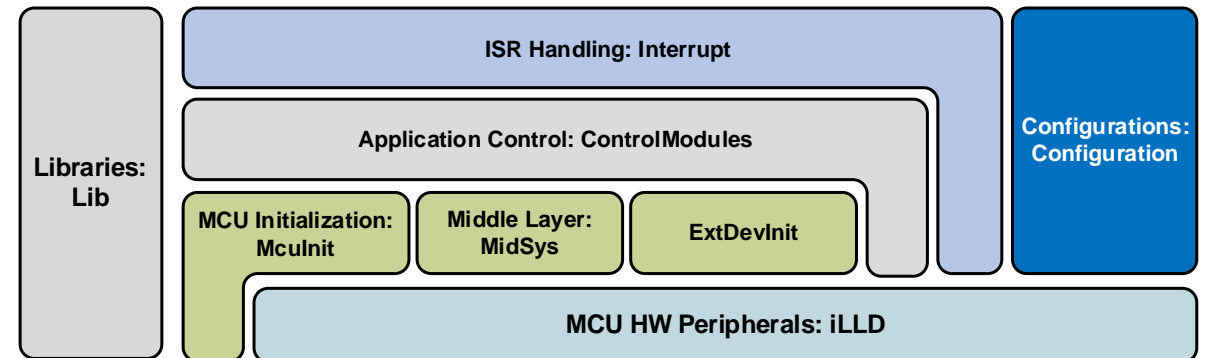 ISR Handling: Interrupt
Application Control: ControlModules
Libraries:
Lib
MCU Initialization:
McuInit
Middle Layer:
MidSys
ExtDevInit
Configurations:
Configuration
MCU HW Peripherals: iLLD